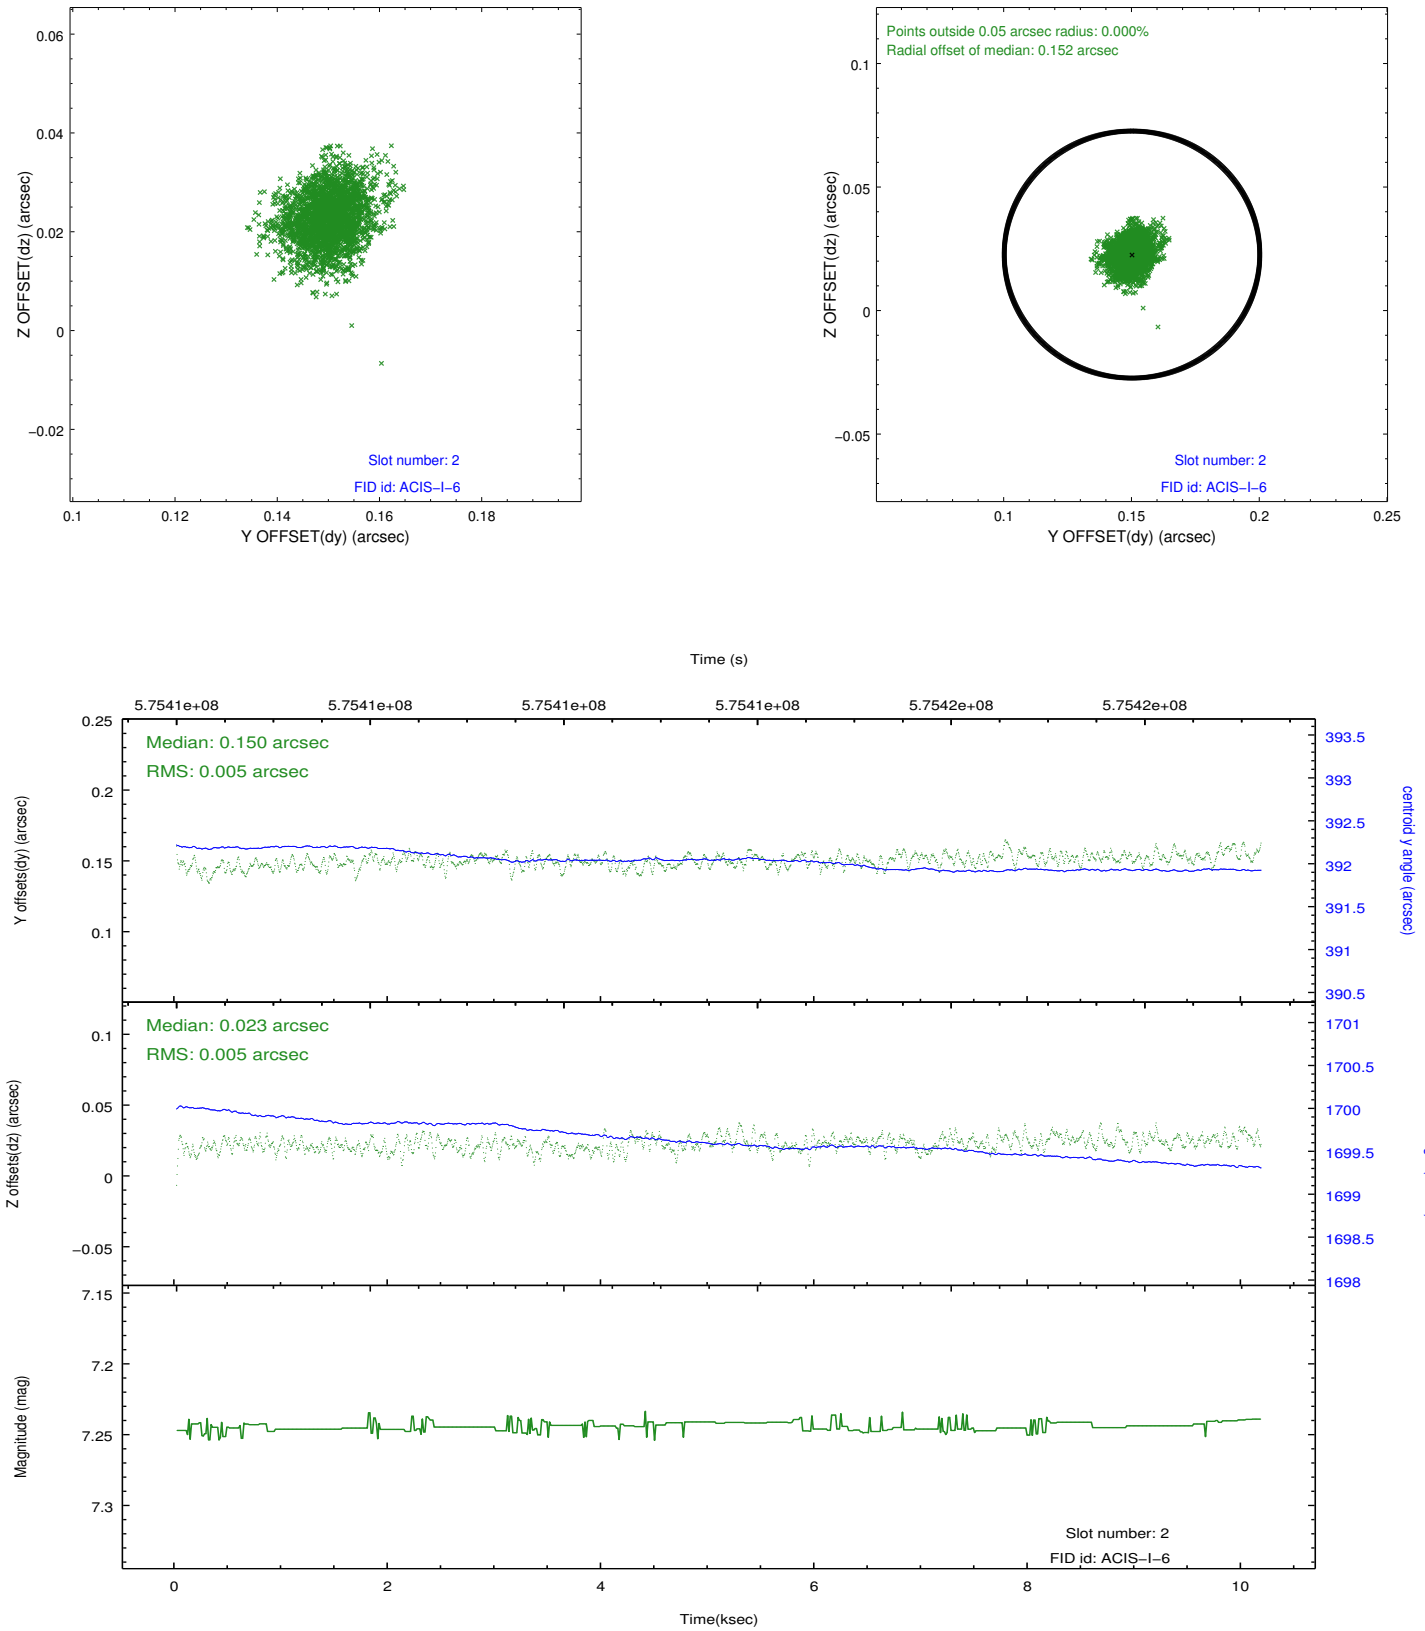 0.06
0.04
0.02
0
−0.02
Z OFFSET(dz) (arcsec)
Slot number: 2
FID id: ACIS−I−6
0.1 0.12 0.14 0.16 0.18
Y OFFSET(dy) (arcsec)
Points outside 0.05 arcsec radius: 0.000%
Radial offset of median: 0.152 arcsec
0.1
0.05
0
−0.05
Z OFFSET(dz) (arcsec)
Slot number: 2
FID id: ACIS−I−6
0.1 0.15 0.2 0.25
Y OFFSET(dy) (arcsec)
Time (s)
5.7541e+08 5.7541e+08 5.7541e+08 5.7541e+08 5.7542e+08 5.7542e+08
Median: 0.150 arcsec
RMS: 0.005 arcsec
0.25
0.2
0.15
0.1
Y offsets(dy) (arcsec)
393.5
393
392.5
392
391.5
391
390.5
centroid y angle (arcsec)
Median: 0.023 arcsec
RMS: 0.005 arcsec
0.1
0.05
0
−0.05
Z offsets(dz) (arcsec)
1701
1700.5
1700
1699.5
1699
1698.5
1698
7.15
7.2
7.25
7.3
Magnitude (mag)
Slot number: 2
FID id: ACIS−I−6
0 2 4 6 8 10
Time(ksec)